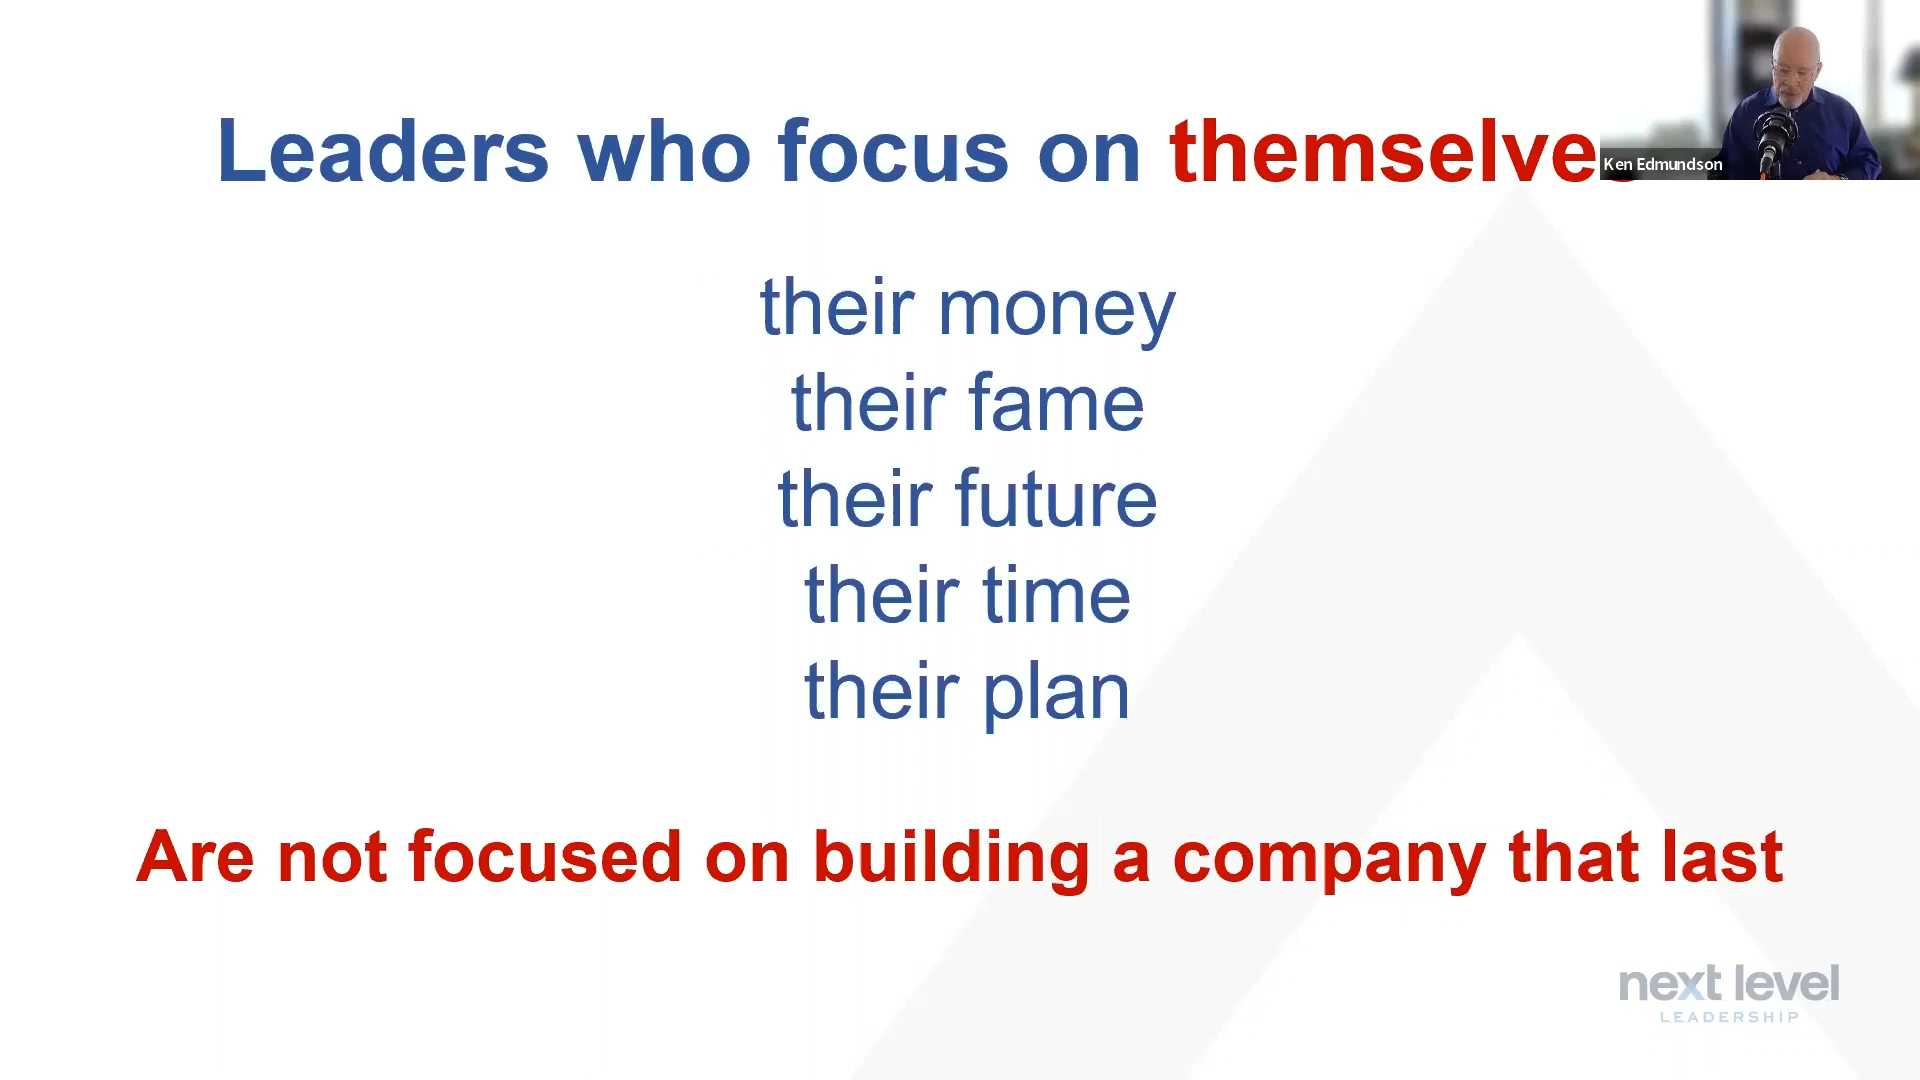 Leaders who focus on themselve
Ken Edmundson
their money
their fame
their future
their time
their plan
Are not focused on building a company that last
next level
LEADERSHIP